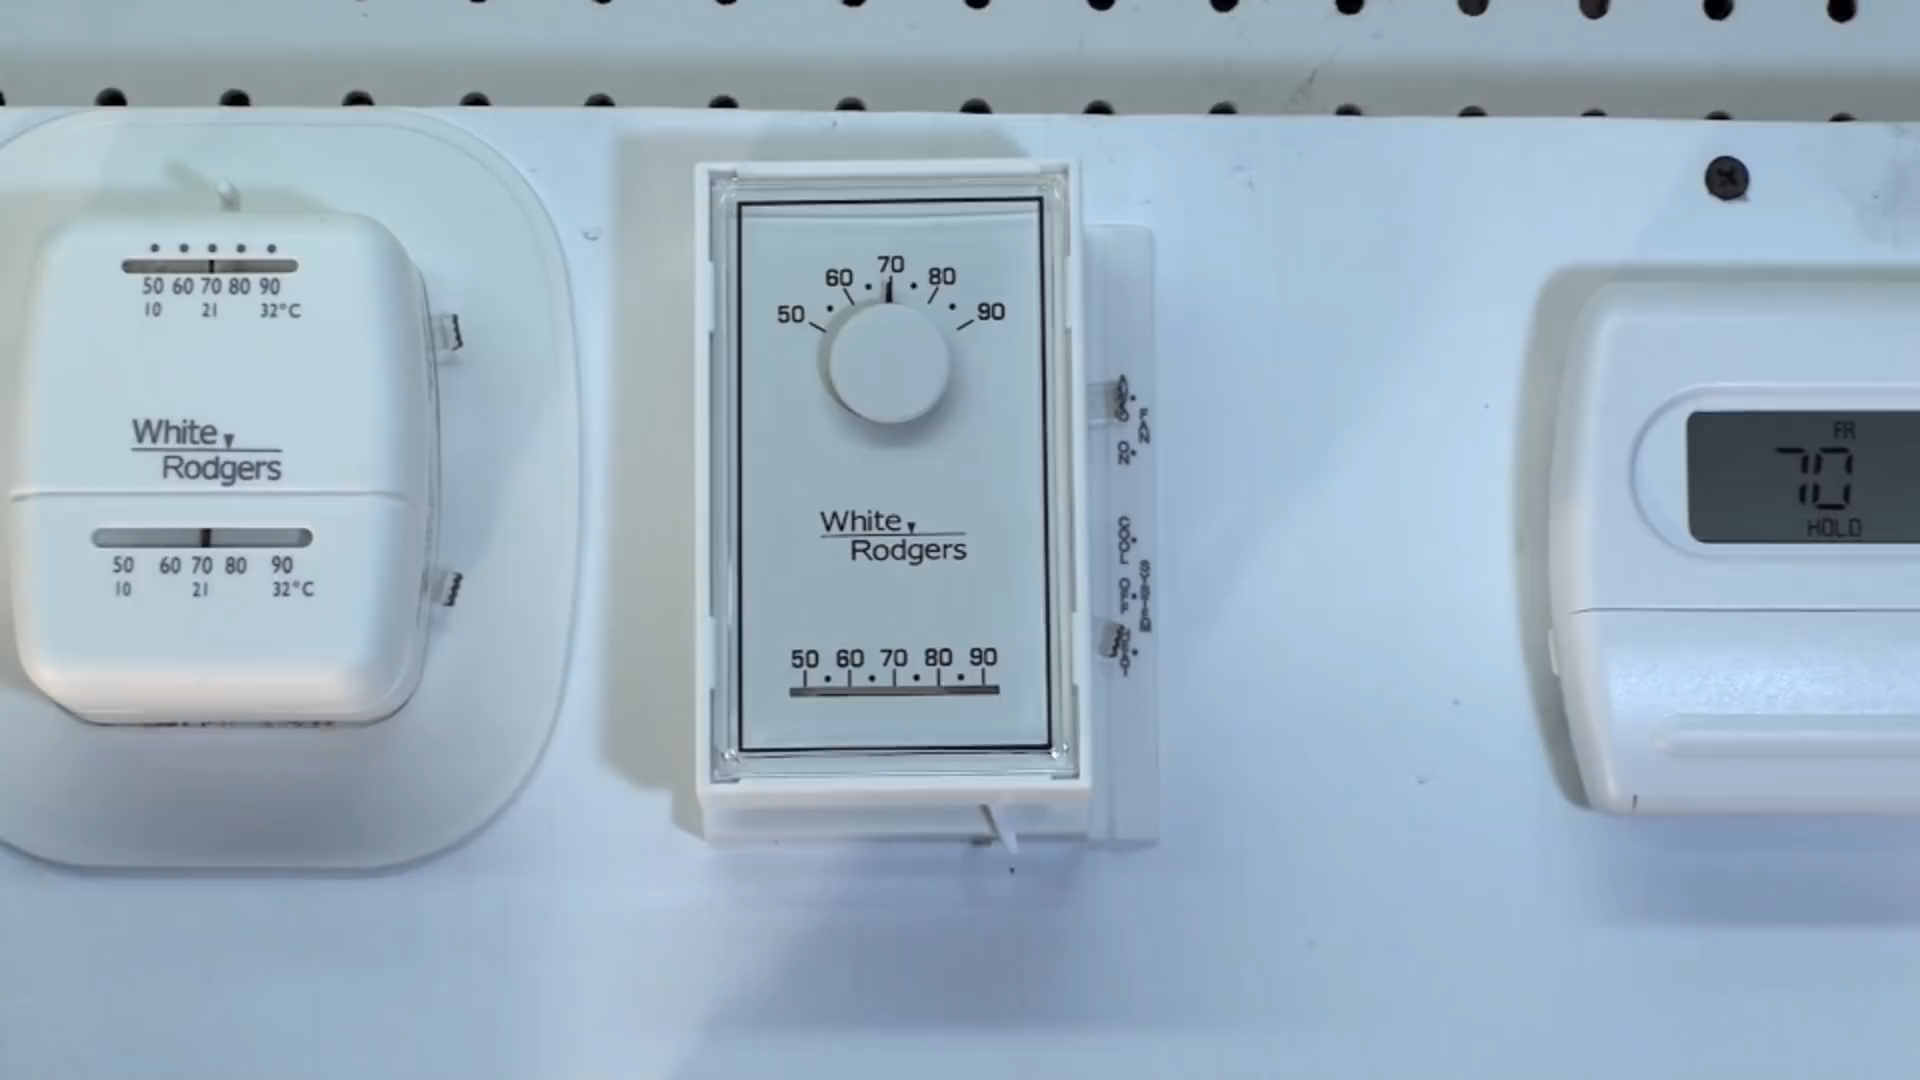 50 60 70 80 90
10 21 32°C
White
Rodgers
50 60 70 80 90
10 21 32°C
50 60 70 80 90
White
Rodgers
50 60 70 80 90
FAN
ON
COOL OFF
SYSTEM
FR
70
HOLD